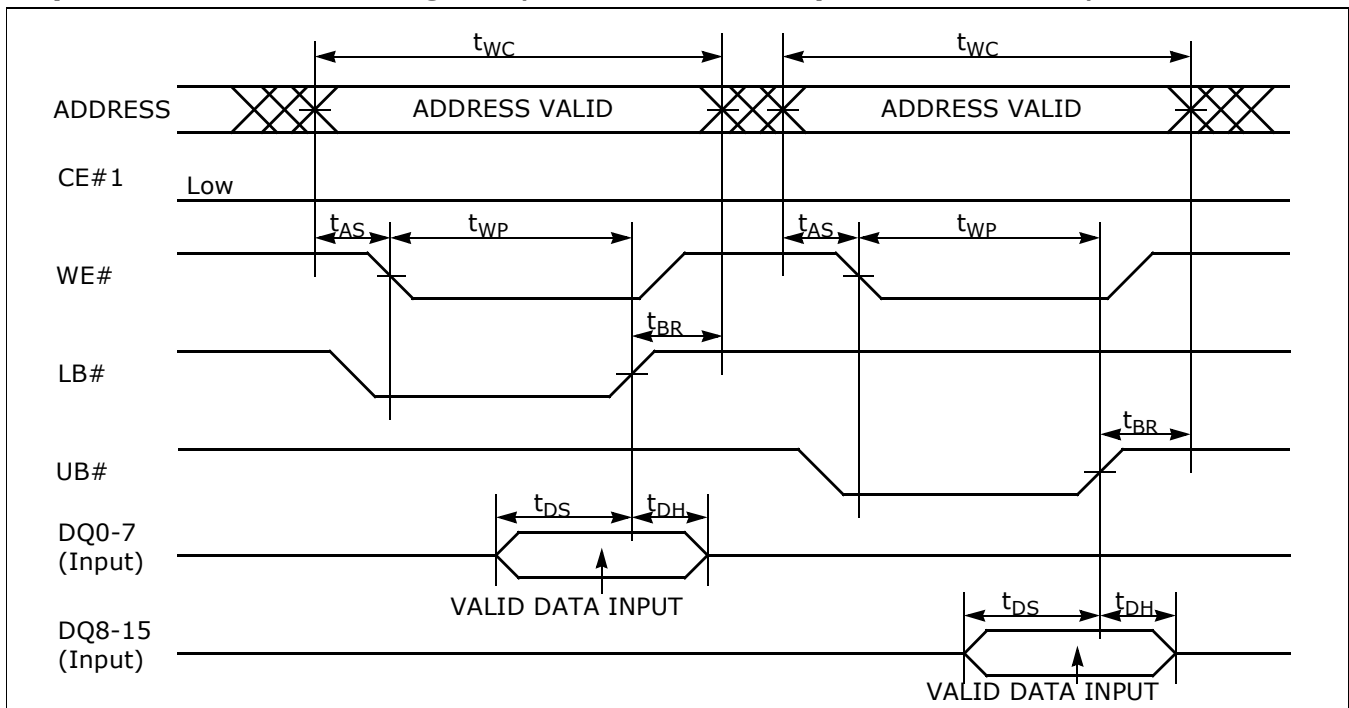 tWC tWC
ADDRESS ADDRESS VALID ADDRESS VALID
CE#1 Low
tAS tWP tAS tWP
WE#
tBR
LB#
tBR
UB#
tDS tDH
DQ0-7
(Input)
VALID DATA INPUT
tDS tDH
DQ8-15
(Input)
VALID DATA INPUT